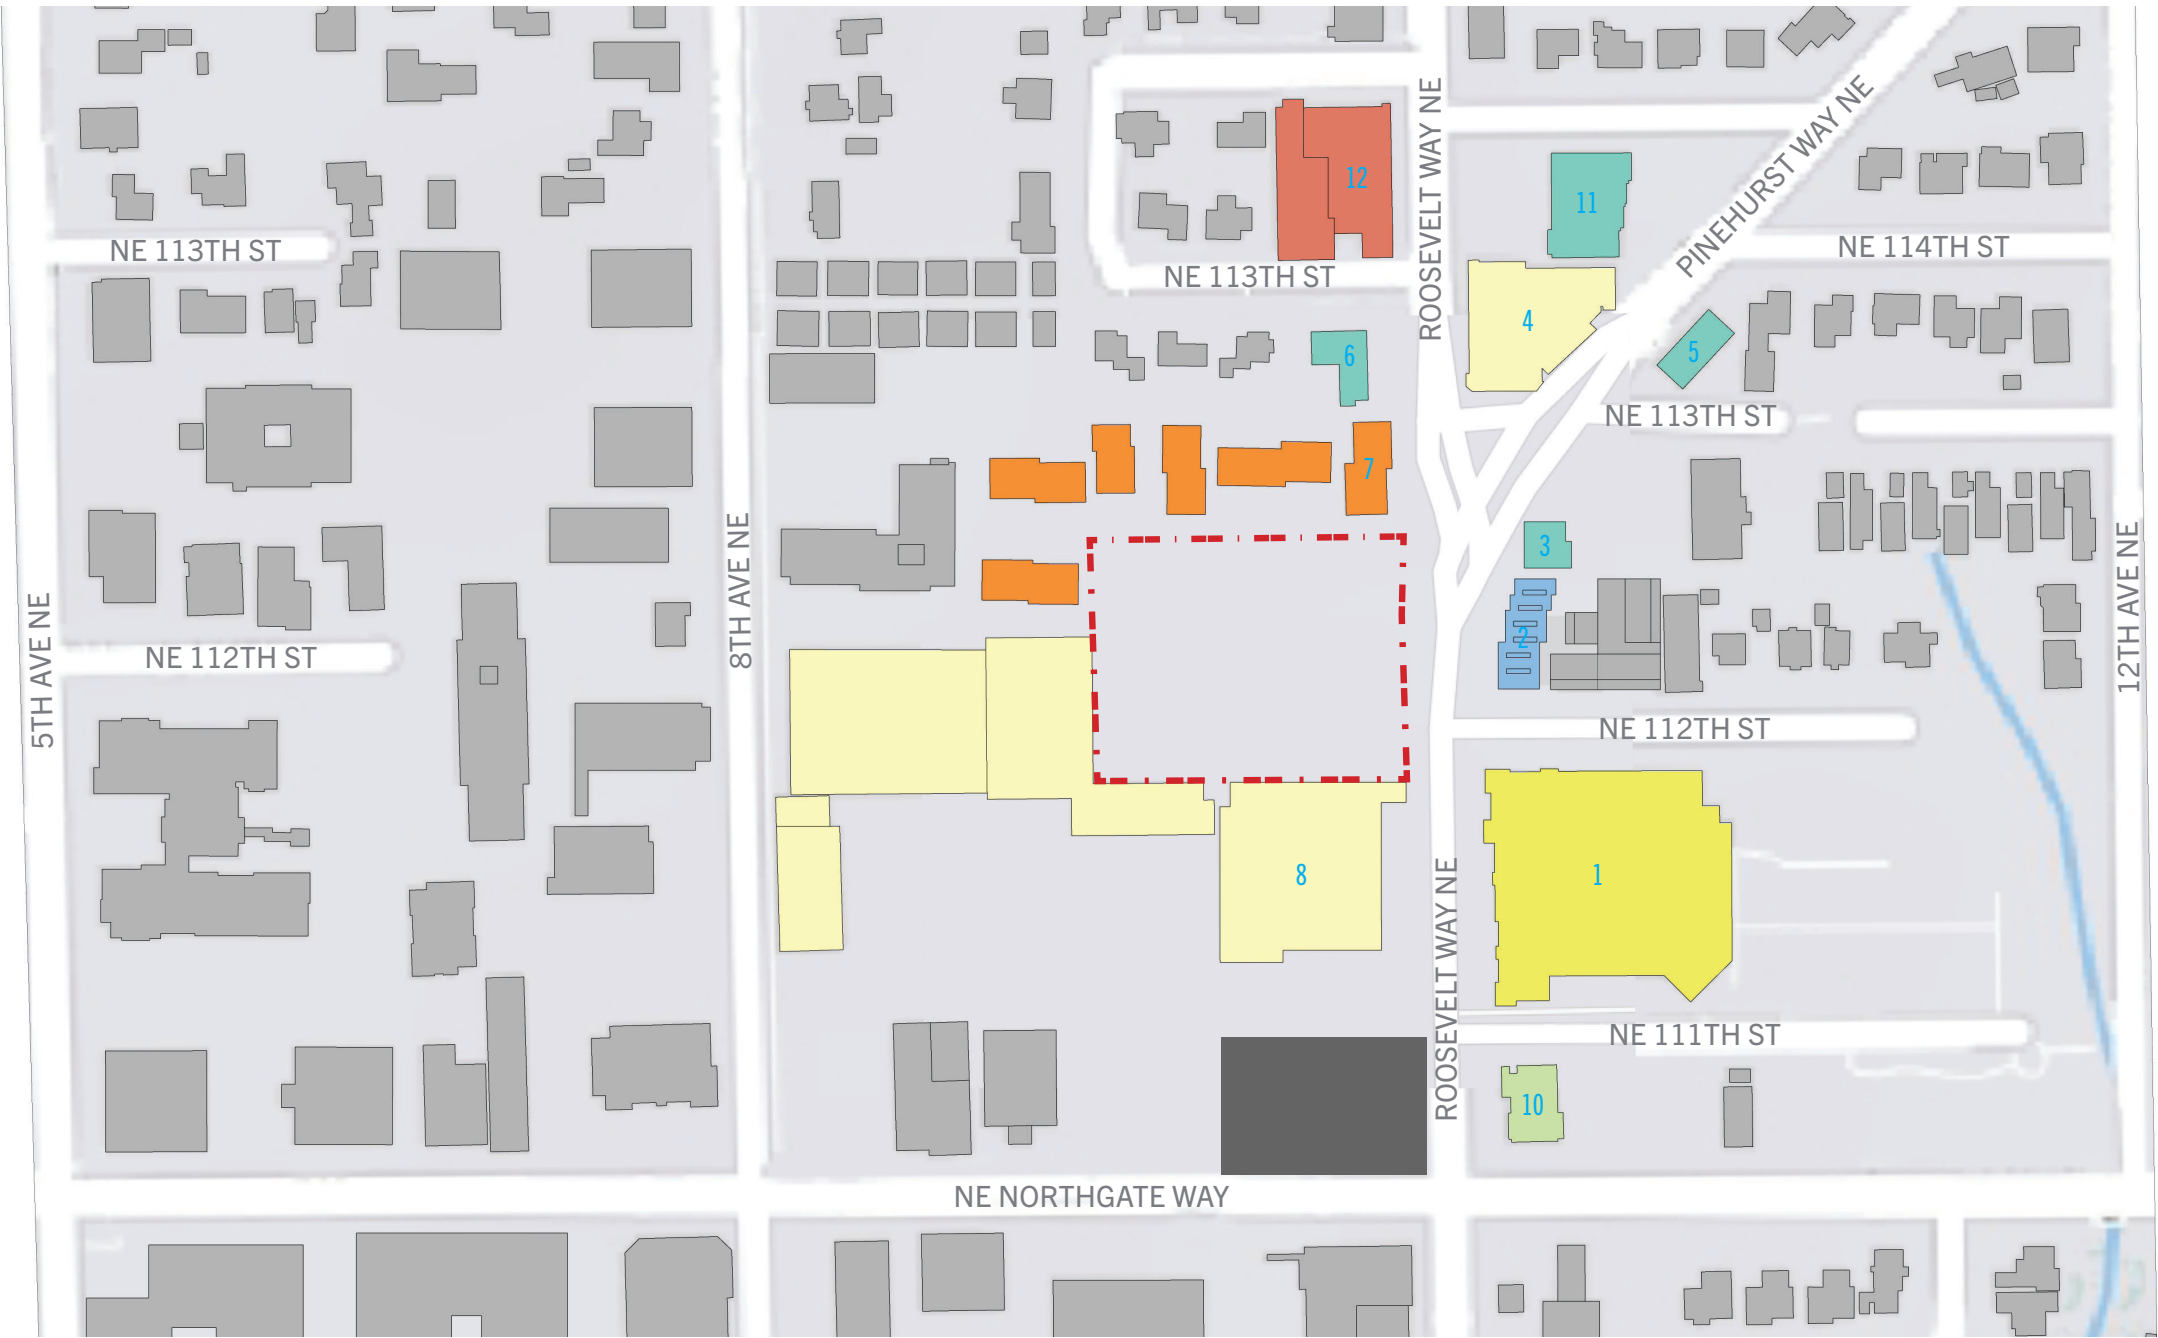 ROOSEVELT WAY NE
PINEHURST WAY NE
12
11
NE 113TH ST
NE 114TH ST
NE 113TH ST
4
6
5
NE 113TH ST
7
3
8TH AVE NE
12TH AVE NE
5TH AVE NE
2
NE 112TH ST
NE 112TH ST
8
1
ROOSEVELT WAY NE
NE 111TH ST
10
NE NORTHGATE WAY